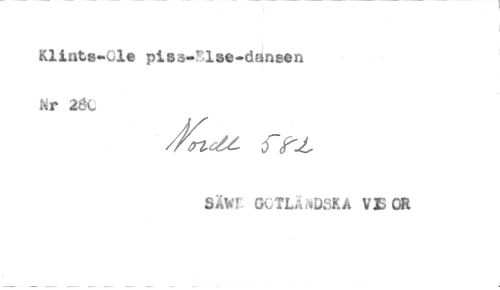 Klints-Ole piss-Else-dansen
Nr 280
Nordl 582
SÄWE GOTLÄNDSKA VISOR